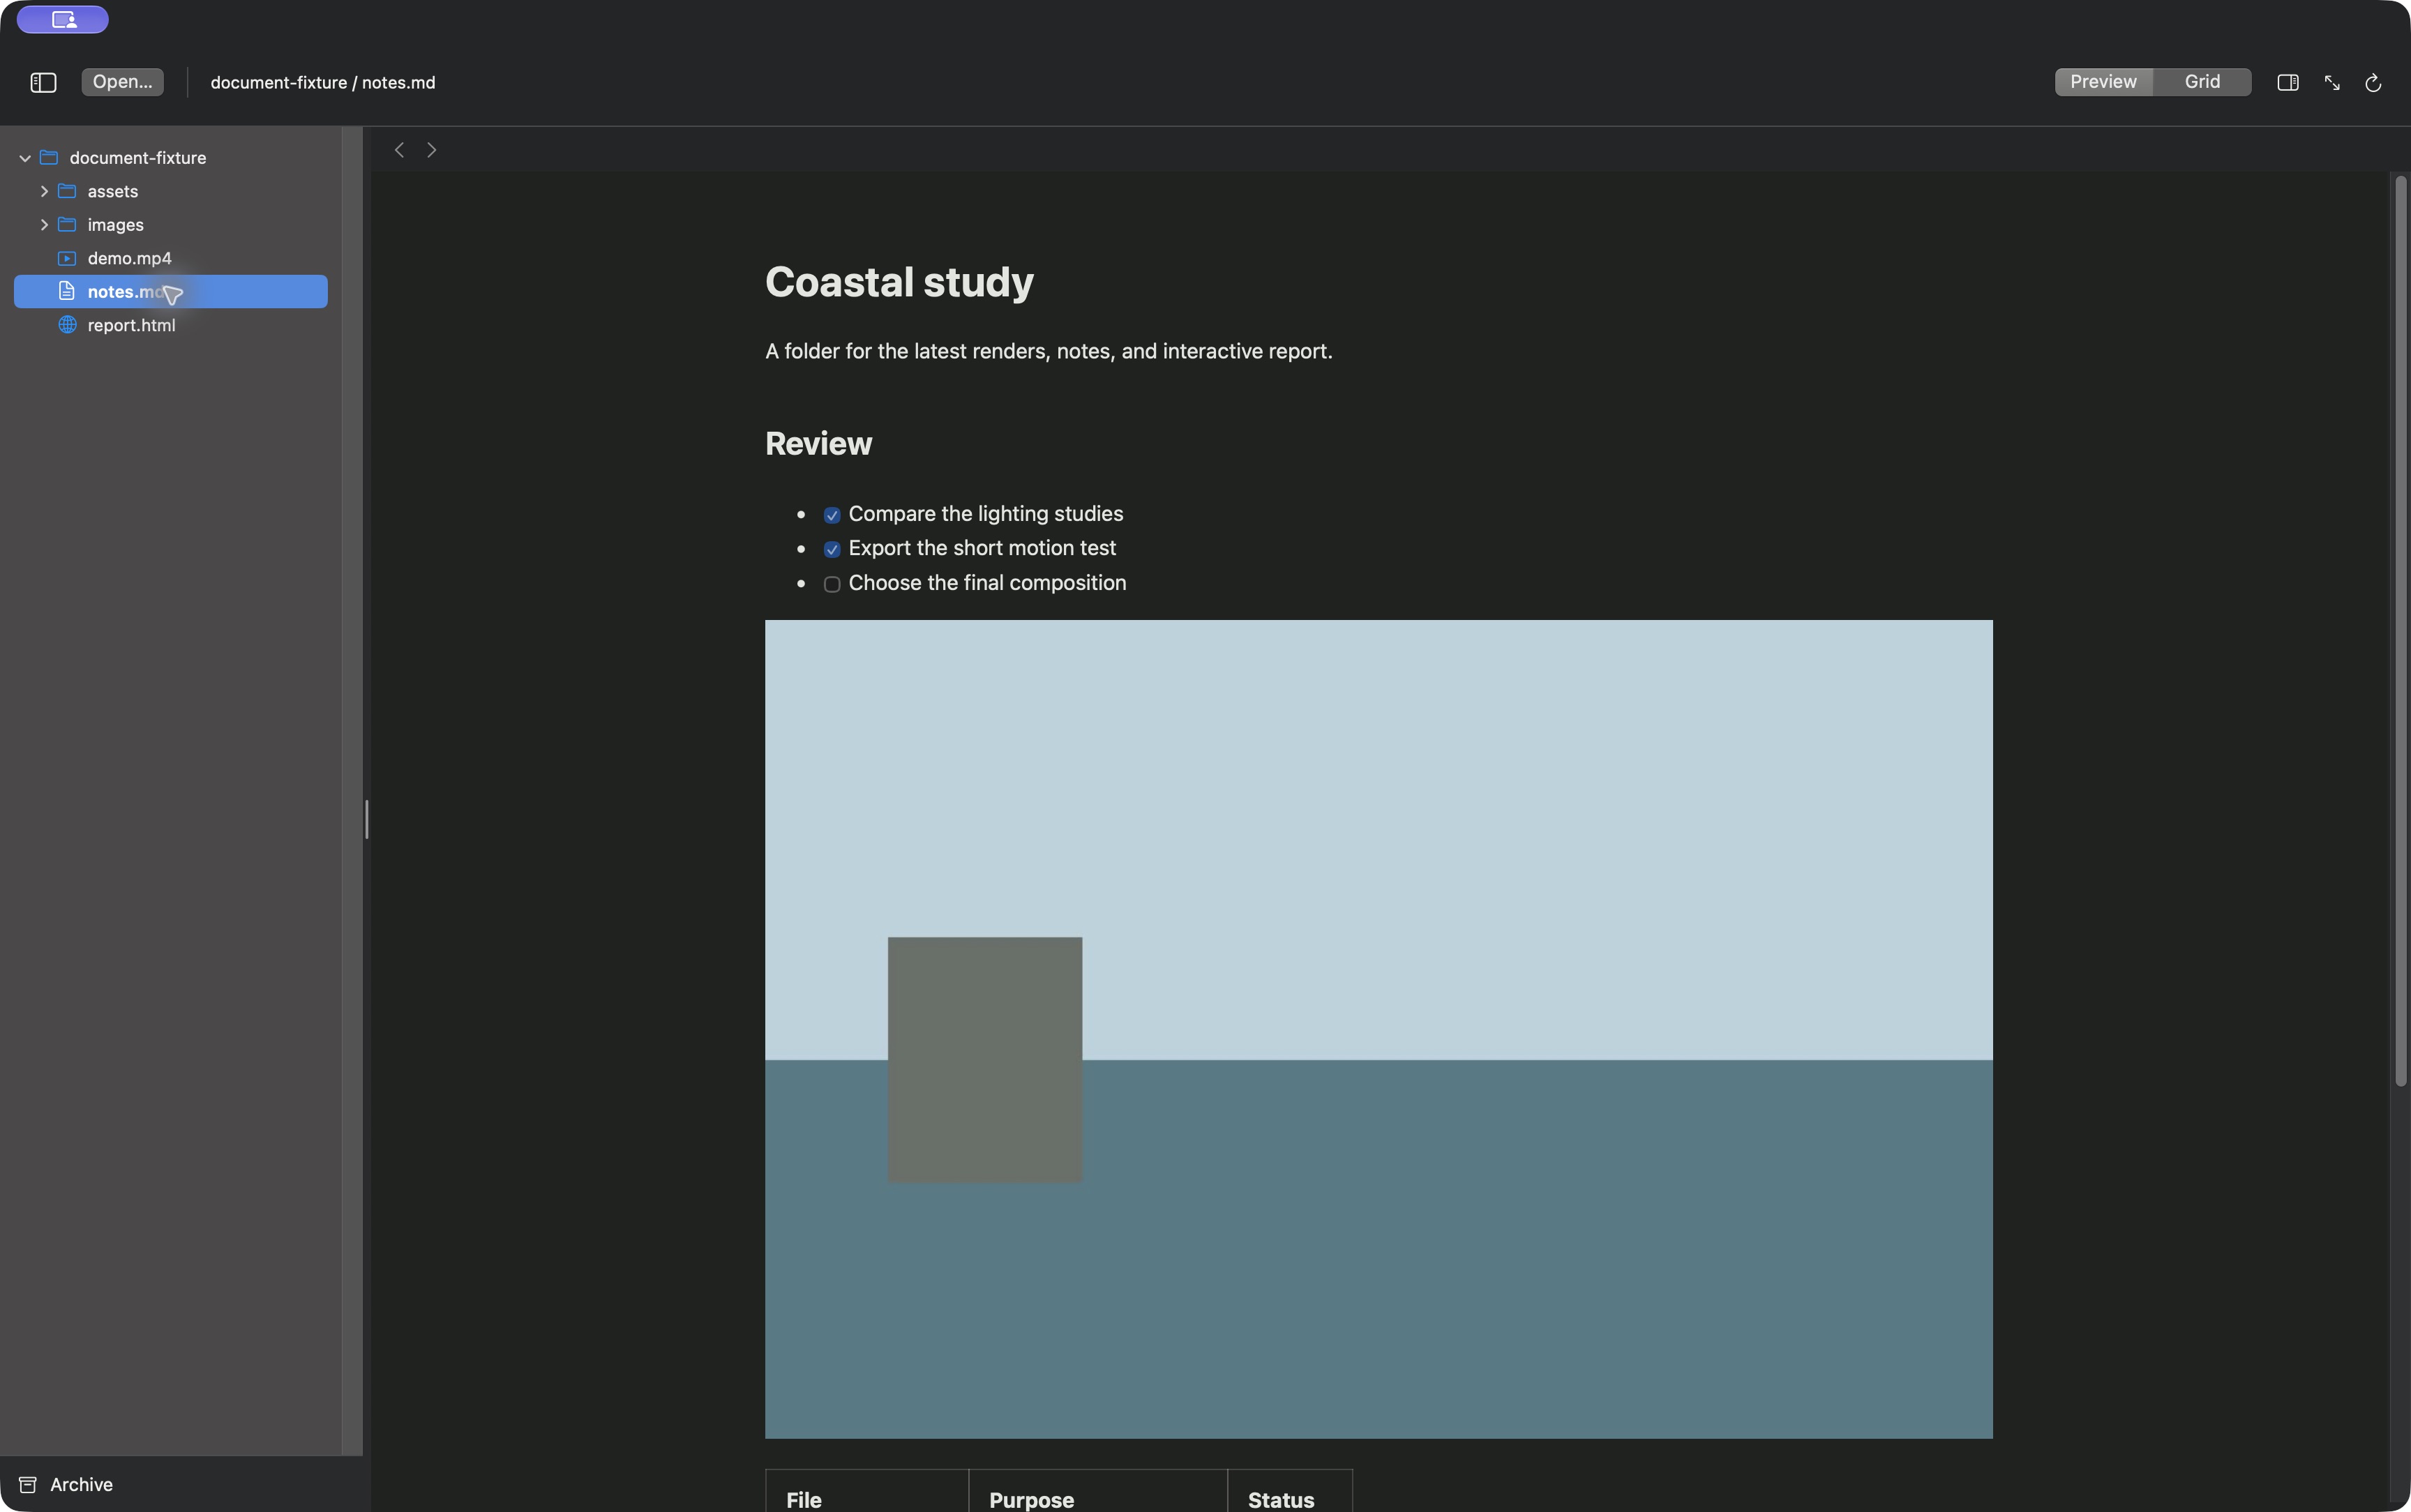 Open...
document-fixture / notes.md
Preview
Grid
document-fixture
assets
images
demo.mp4
notes.md
report.html
Coastal study
A folder for the latest renders, notes, and interactive report.
Review
Compare the lighting studies
Export the short motion test
Choose the final composition
File Purpose Status
Archive